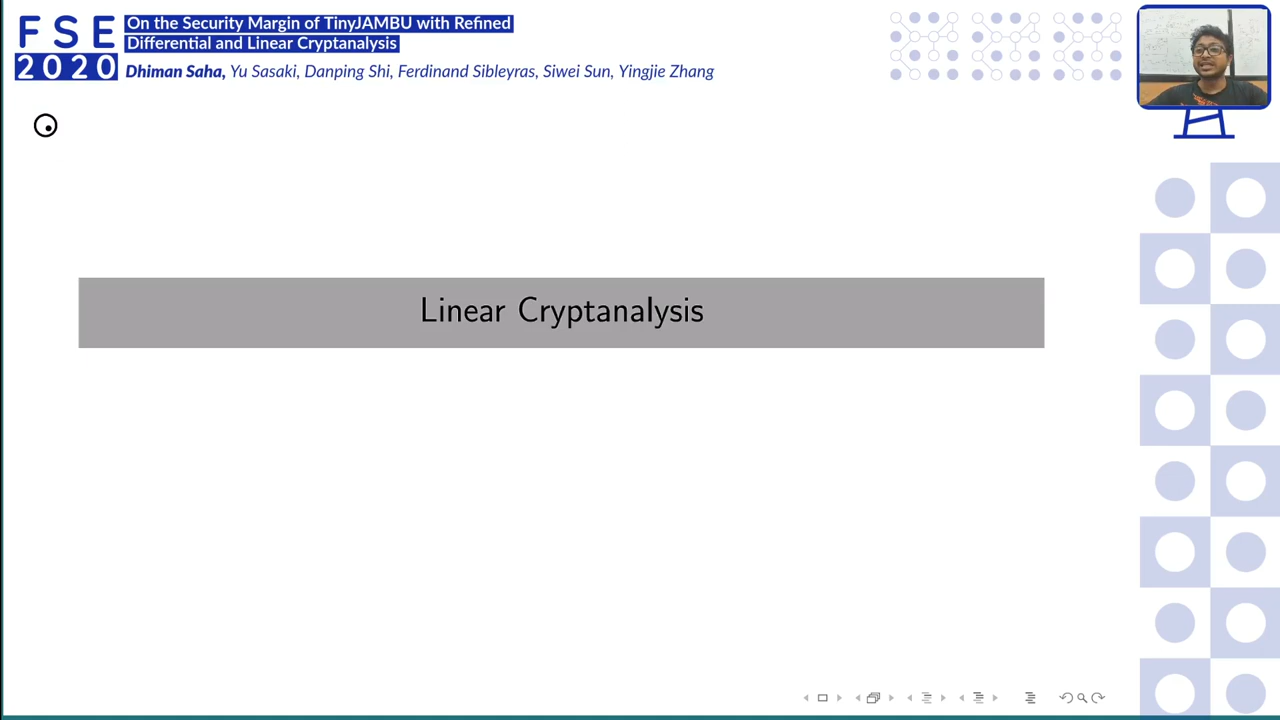 FSE
2020
On the Security Margin of TinyJAMBU with Refined
Differential and Linear Cryptanalysis
Dhiman Saha, Yu Sasaki, Danping Shi, Ferdinand Sibleyras, Siwei Sun, Yingjie Zhang
Linear Cryptanalysis